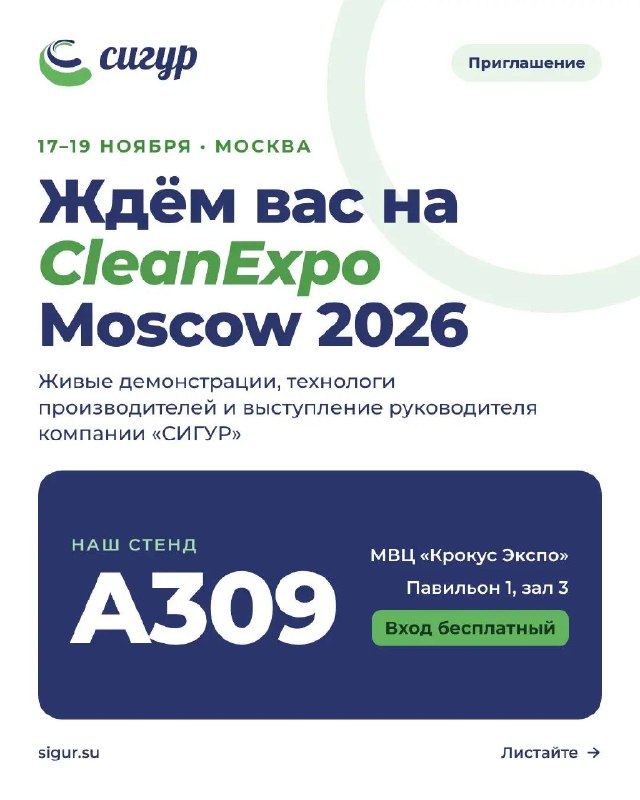 сигур
Приглашение
17–19 НОЯБРЯ · МОСКВА
Ждём вас на
CleanExpo
Moscow 2026
Живые демонстрации, технологи
производителей и выступление руководителя
компании «СИГУР»
НАШ СТЕНД
А309
МВЦ «Крокус Экспо»
Павильон 1, зал 3
Вход бесплатный
sigur.su
Листайте →